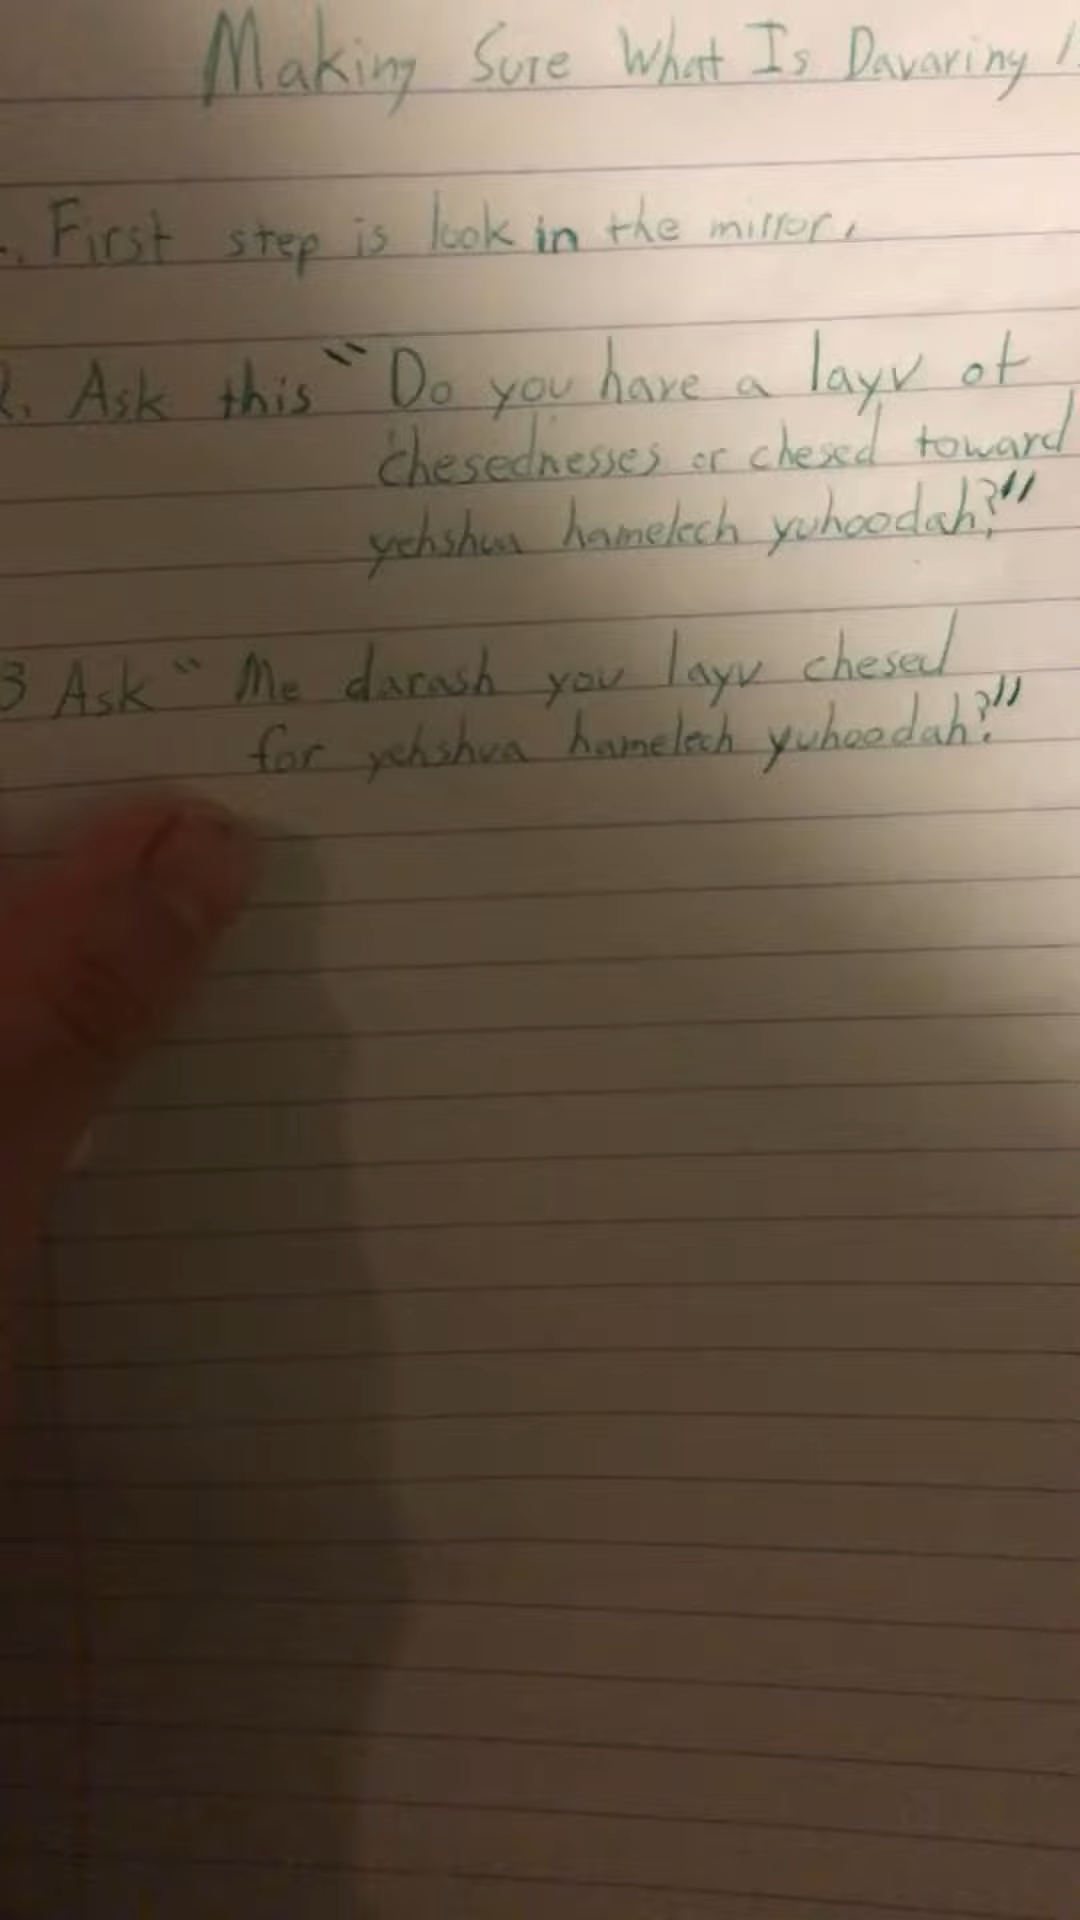 Making Sure What Is Davaring
. First step is look in the mirror.
2. Ask this "Do you have a layv of
chesednesses or chesed toward
yehshua hamelech yuhoodah?"
3 Ask "Me darash you layv chesed
for yehshua hamelech yuhoodah?"